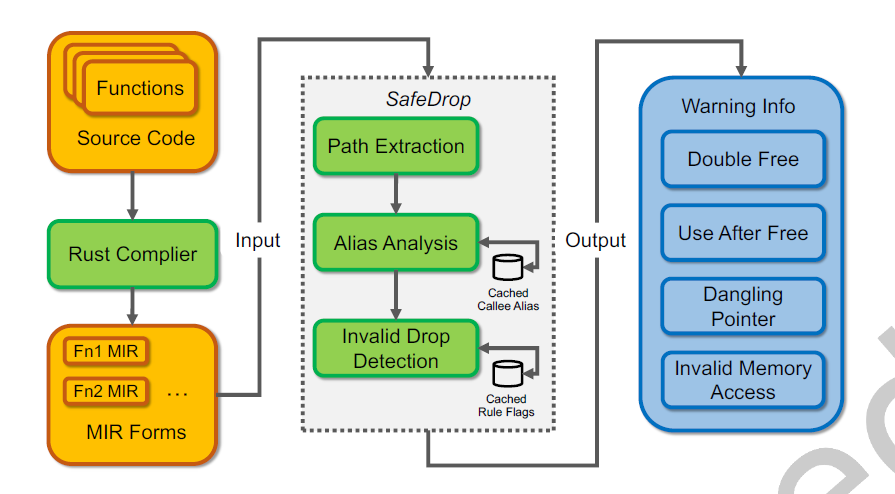 Functions
Source Code
Rust Complier
Fn1 MIR
Fn2 MIR
...
MIR Forms
Input
SafeDrop
Path Extraction
Alias Analysis
Cached
Callee Alias
Invalid Drop
Detection
Cached
Rule Flags
Output
Warning Info
Double Free
Use After Free
Dangling
Pointer
Invalid Memory
Access